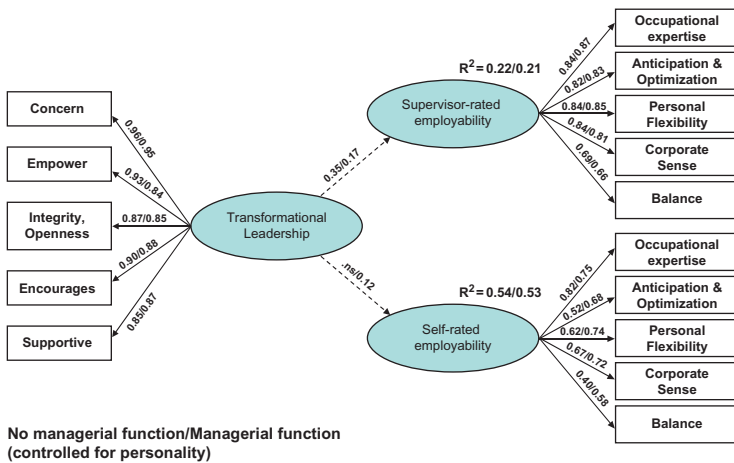 Concern
Empower
Integrity,
Openness
Encourages
Supportive
0.96/0.95
0.93/0.84
0.87/0.85
0.90/0.88
0.85/0.87
Transformational
Leadership
0.35/0.17
.ns/0.12
R²=0.22/0.21
Supervisor-rated
employability
0.84/0.87
0.82/0.83
0.84/0.85
0.84/0.81
0.69/0.66
Occupational
expertise
Anticipation &
Optimization
Personal
Flexibility
Corporate
Sense
Balance
R²=0.54/0.53
Self-rated
employability
0.82/0.75
0.52/0.68
0.62/0.74
0.67/0.72
0.40/0.58
Occupational
expertise
Anticipation &
Optimization
Personal
Flexibility
Corporate
Sense
Balance
No managerial function/Managerial function
(controlled for personality)